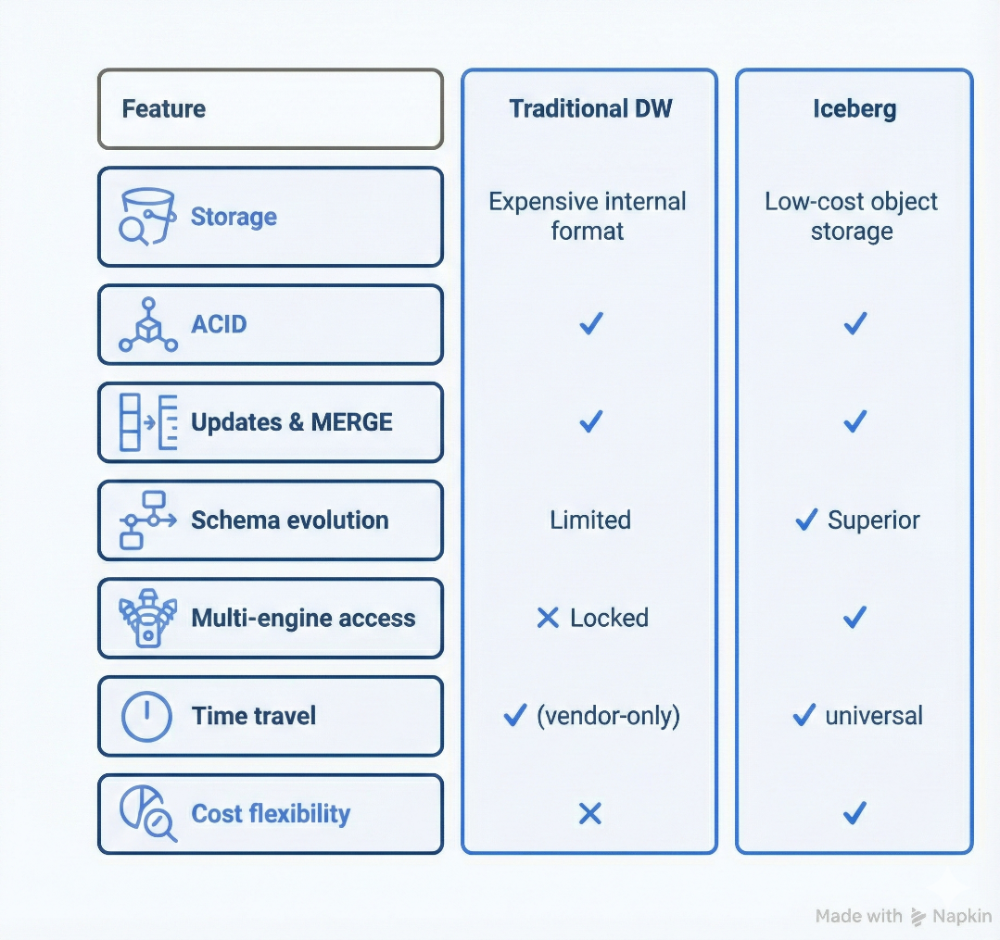 Feature
Traditional DW
Iceberg
Storage
Expensive internal
format
Low-cost object
storage
ACID
✓
✓
Updates & MERGE
✓
✓
Schema evolution
Limited
✓ Superior
Multi-engine access
✕ Locked
✓
Time travel
✓ (vendor-only)
✓ universal
Cost flexibility
✕
✓
Made with Napkin